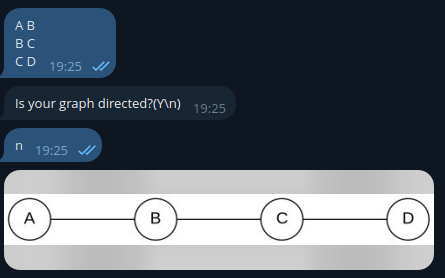 A B
B C
C D 19:25
Is your graph directed?(Y\n) 19:25
n 19:25
A B C D